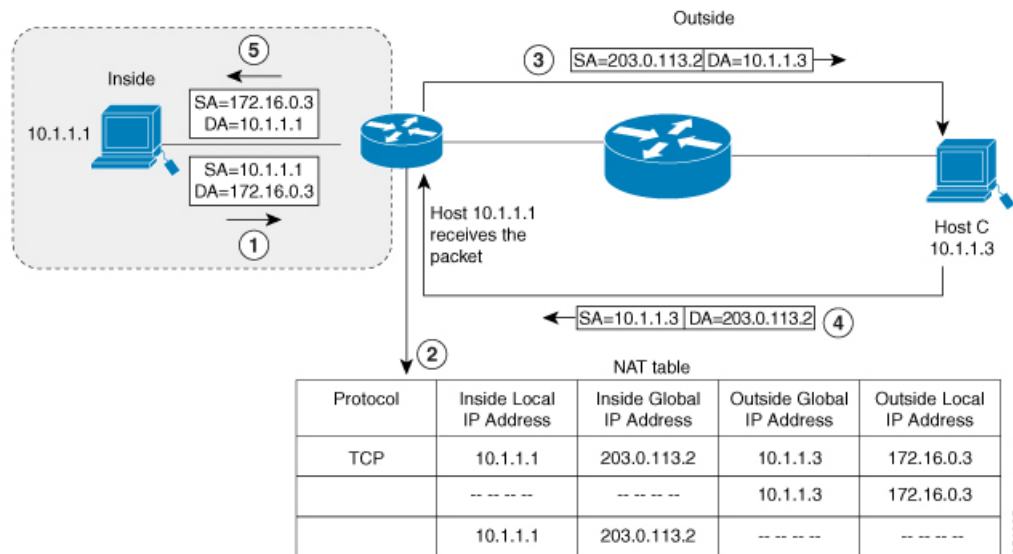 Outside
5
3
SA=203.0.113.2 DA=10.1.1.3
Inside
SA=172.16.0.3
DA=10.1.1.1
10.1.1.1
SA=10.1.1.1
DA=172.16.0.3
1
Host 10.1.1.1
receives the
packet
Host C
10.1.1.3
SA=10.1.1.3 DA=203.0.113.2
4
2
NAT table
Protocol Inside Local IP Address Inside Global IP Address Outside Global IP Address Outside Local IP Address
TCP 10.1.1.1 203.0.113.2 10.1.1.3 172.16.0.3
-- -- -- -- -- -- -- -- 10.1.1.3 172.16.0.3
10.1.1.1 203.0.113.2 -- -- -- -- -- -- -- --